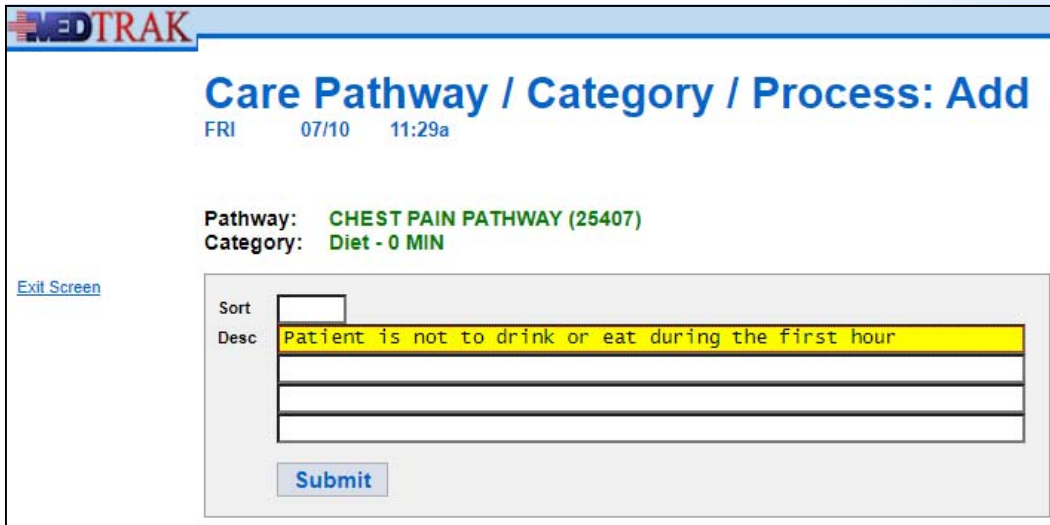 MEDTRAK
Care Pathway / Category / Process: Add
FRI 07/10 11:29a
Pathway: CHEST PAIN PATHWAY (25407)
Category: Diet - 0 MIN
Exit Screen
Sort
Desc Patient is not to drink or eat during the first hour
Submit